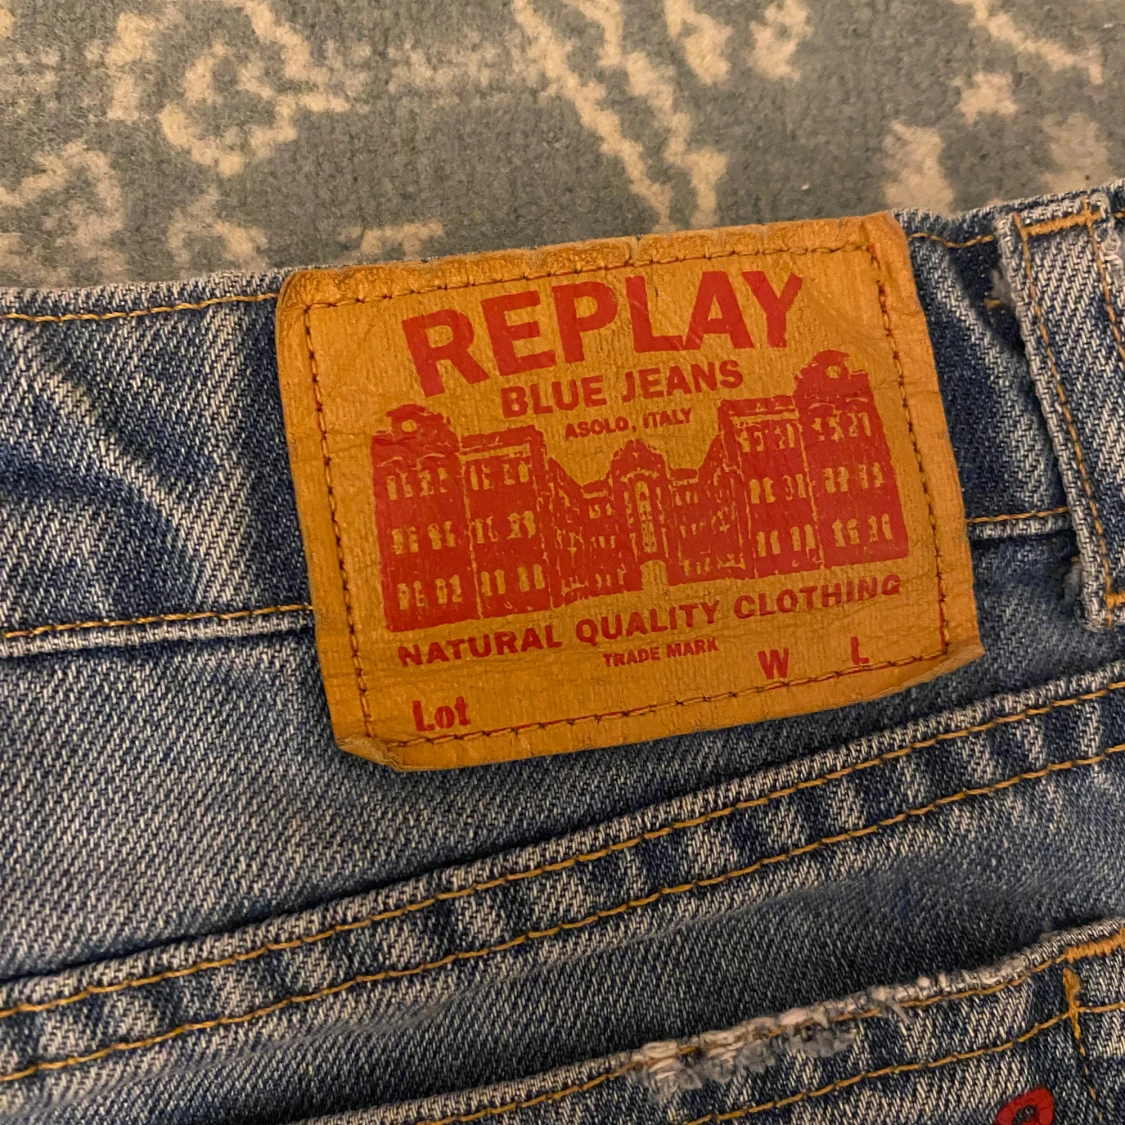 REPLAY
BLUE JEANS
ASOLO, ITALY
NATURAL QUALITY CLOTHING
TRADE MARK
W L
Lot